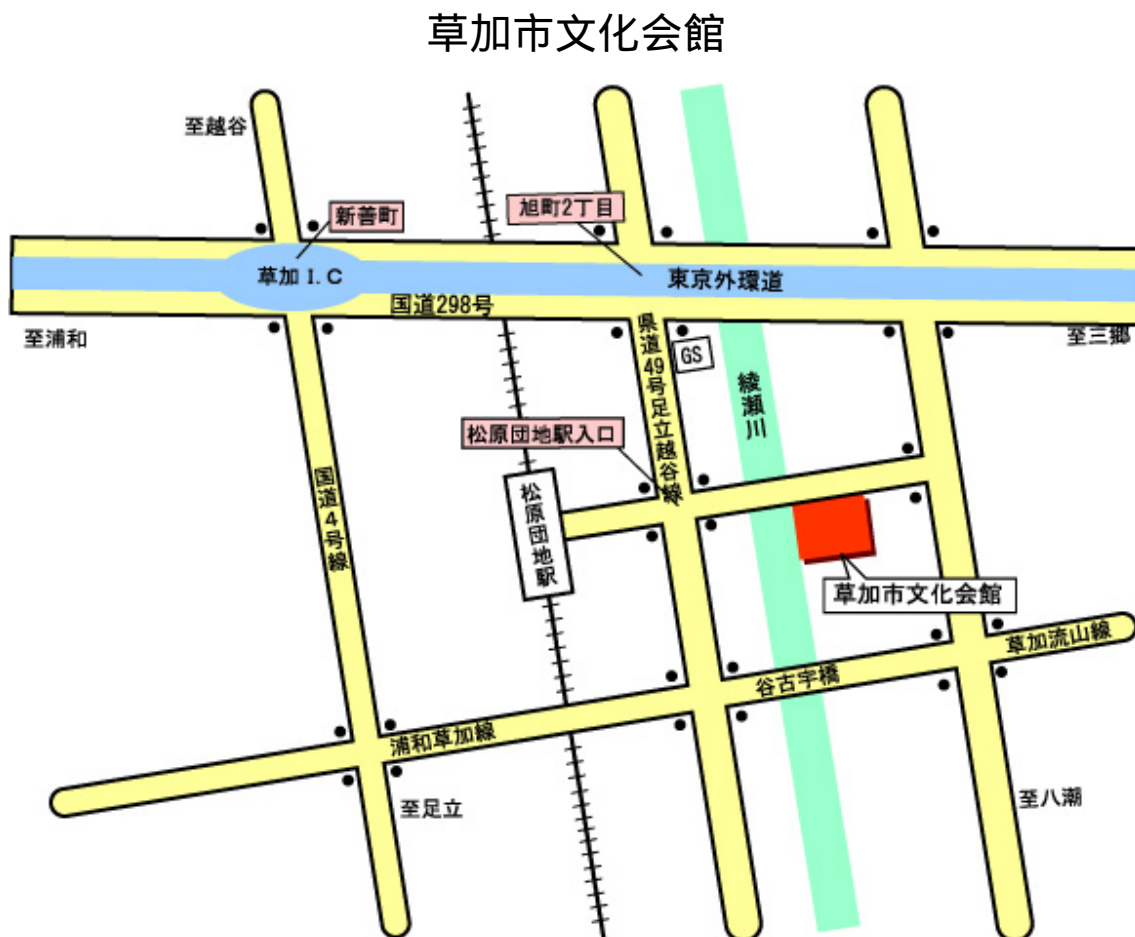 草加市文化会館
至越谷
新善町
旭町2丁目
草加 I.C
東京外環道
国道298号
至浦和
至三郷
県道49号足立越谷線
GS
綾瀬川
松原団地駅入口
国道4号線
松原団地駅
草加市文化会館
草加流山線
谷古宇橋
浦和草加線
至足立
至八潮